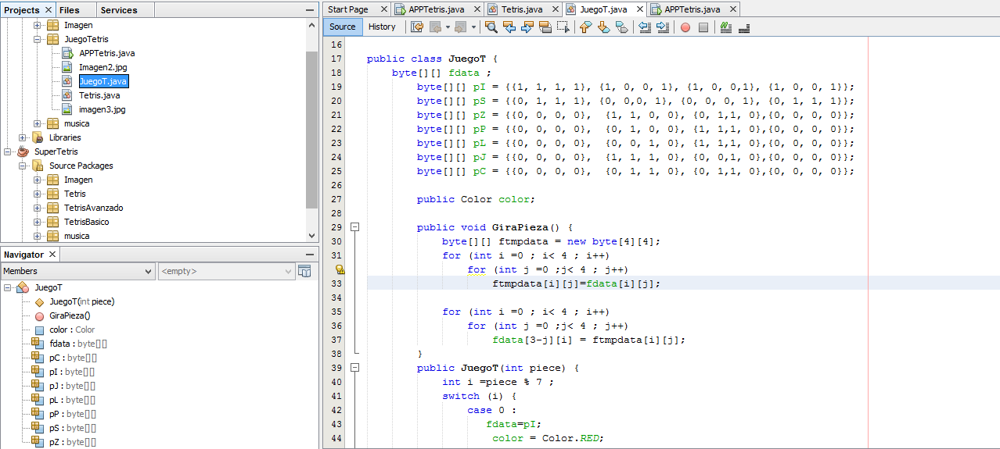 Projects Files Services
Imagen
JuegoTetris
APPTetris.java
Imagen2.jpg
JuegoT.java
Tetris.java
imagen3.jpg
musica
Libraries
SuperTetris
Source Packages
Imagen
Tetris
TetrisAvanzado
TetrisBasico
musica
Navigator
Members <empty>
JuegoT
JuegoT(int piece)
GiraPieza()
color : Color
fdata : byte[][]
pC : byte[][]
pI : byte[][]
pJ : byte[][]
pL : byte[][]
pP : byte[][]
pS : byte[][]
pZ : byte[][]
Start Page APPTetris.java Tetris.java JuegoT.java APPTetris.java
Source History
16
17 public class JuegoT {
18 byte[][] fdata ;
19 byte[][] pI = {{1, 1, 1, 1}, {1, 0, 0, 1}, {1, 0, 0,1}, {1, 0, 0, 1}};
20 byte[][] pS = {{0, 1, 1, 1}, {0, 0,0, 1}, {0, 0, 0, 1}, {0, 1, 1, 1}};
21 byte[][] pZ = {{0, 0, 0, 0}, {1, 1, 0, 0}, {0, 1,1, 0},{0, 0, 0, 0}};
22 byte[][] pP = {{0, 0, 0, 0}, {0, 1, 0, 0}, {1, 1,1, 0},{0, 0, 0, 0}};
23 byte[][] pL = {{0, 0, 0, 0}, {0, 0, 1, 0}, {1, 1,1, 0},{0, 0, 0, 0}};
24 byte[][] pJ = {{0, 0, 0, 0}, {1, 1, 1, 0}, {0, 0,1, 0},{0, 0, 0, 0}};
25 byte[][] pC = {{0, 0, 0, 0}, {0, 1, 1, 0}, {0, 1,1, 0},{0, 0, 0, 0}};
26
27 public Color color;
28
29 public void GiraPieza() {
30 byte[][] ftmpdata = new byte[4][4];
31 for (int i =0 ; i< 4 ; i++)
for (int j =0 ;j< 4 ; j++)
33 ftmpdata[i][j]=fdata[i][j];
34
35 for (int i =0 ; i< 4 ; i++)
36 for (int j =0 ;j< 4 ; j++)
37 fdata[3-j][i] = ftmpdata[i][j];
38 }
39 public JuegoT(int piece) {
40 int i =piece % 7 ;
41 switch (i) {
42 case 0 :
43 fdata=pI;
44 color = Color.RED;